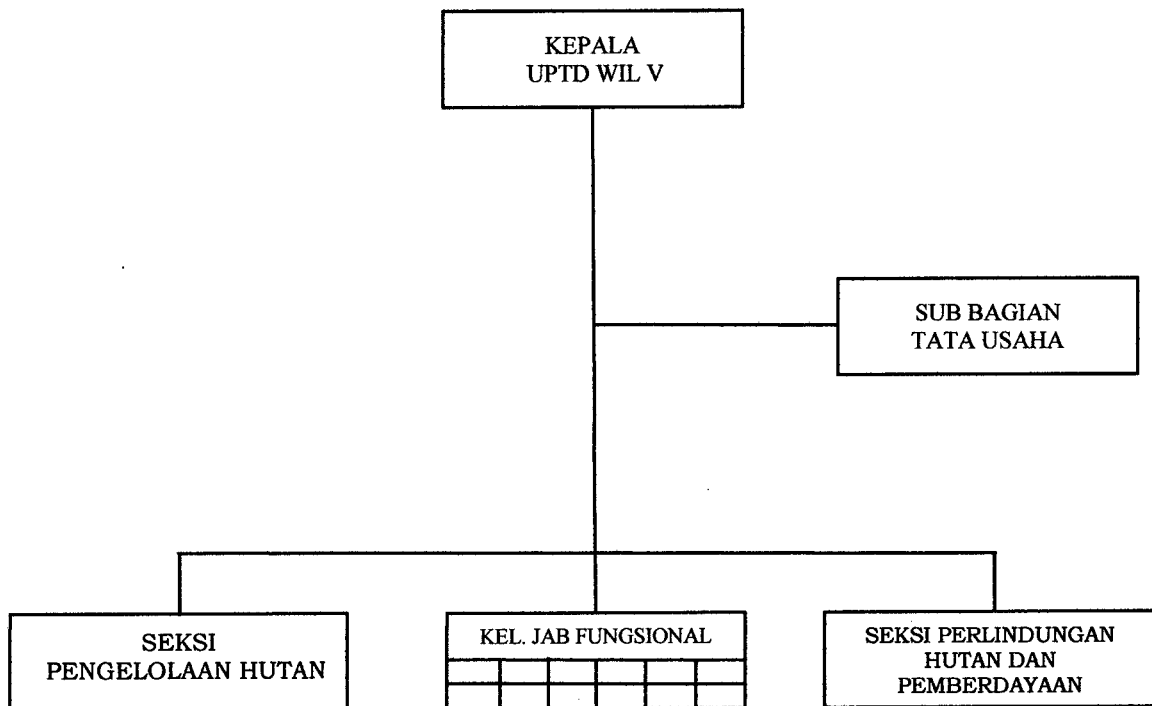 KEPALA
UPTD WIL V
SUB BAGIAN
TATA USAHA
SEKSI
PENGELOLAAN HUTAN
KEL. JAB FUNGSIONAL
SEKSI PERLINDUNGAN
HUTAN DAN
PEMBERDAYAAN